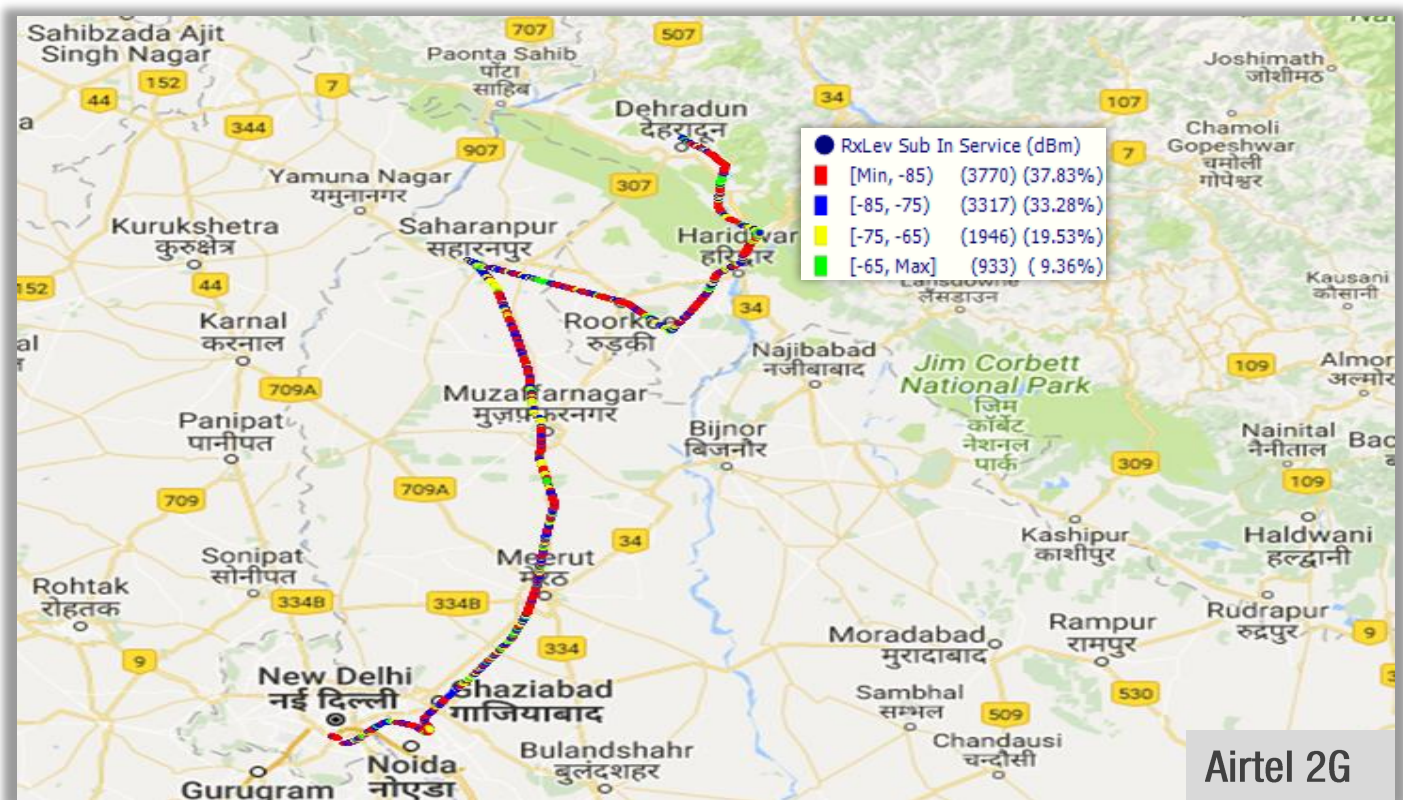 Sahibzada Ajit
Singh Nagar
707
507
Paonta Sahib
पोंटा
साहिब
Joshimath
जोशीमठ
152
7
44
34
107
Dehradun
देहरादून
Chamoli
Gopeshwar
चमोली
गोपेश्वर
344
907
7
RxLev Sub In Service (dBm)
[Min, -85) (3770) (37.83%)
[-85, -75) (3317) (33.28%)
[-75, -65) (1946) (19.53%)
[-65, Max] (933) ( 9.36%)
Yamuna Nagar
यमुनानगर
307
Kurukshetra
कुरुक्षेत्र
Saharanpur
सहारनपुर
Haridwar
हरिद्वार
Lansdowne
लैंसडाउन
Kausani
कौसानी
152
44
34
Karnal
करनाल
Roorkee
रुड़की
Najibabad
नजीबाबाद
Jim Corbett
National Park
जिम
कॉर्बेट
नेशनल
पार्क
109
709A
Muzaffarnagar
मुज़फ़्फ़रनगर
Panipat
पानीपत
Bijnor
बिजनौर
Nainital
नैनीताल
309
109
709
709A
34
Kashipur
काशीपुर
Haldwani
हल्द्वानी
Sonipat
सोनीपत
Meerut
मेरठ
Rohtak
रोहतक
334B
334B
Rudrapur
रुद्रपुर
9
Rampur
रामपुर
Moradabad
मुरादाबाद
334
9
New Delhi
नई दिल्ली
Ghaziabad
गाजियाबाद
Sambhal
सम्भल
530
509
Chandausi
चन्दौसी
Bulandshahr
बुलंदशहर
Noida
नोएडा
Gurugram
Airtel 2G